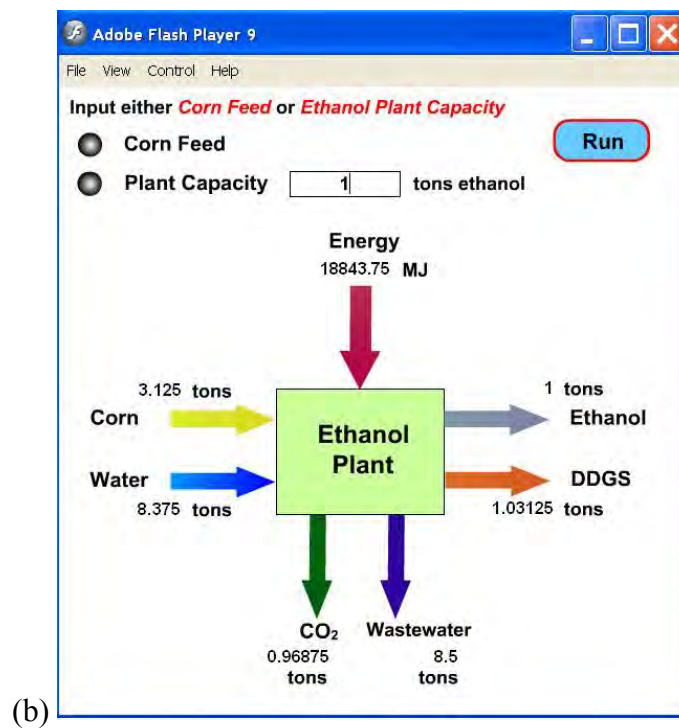 Adobe Flash Player 9
File View Control Help
Input either Corn Feed or Ethanol Plant Capacity
Corn Feed
Run
Plant Capacity 1 tons ethanol
Energy
18843.75 MJ
3.125 tons
1 tons
Corn
Ethanol
Ethanol
Plant
Water
DDGS
8.375 tons
1.03125 tons
CO₂ Wastewater
0.96875 8.5
tons tons
(b)